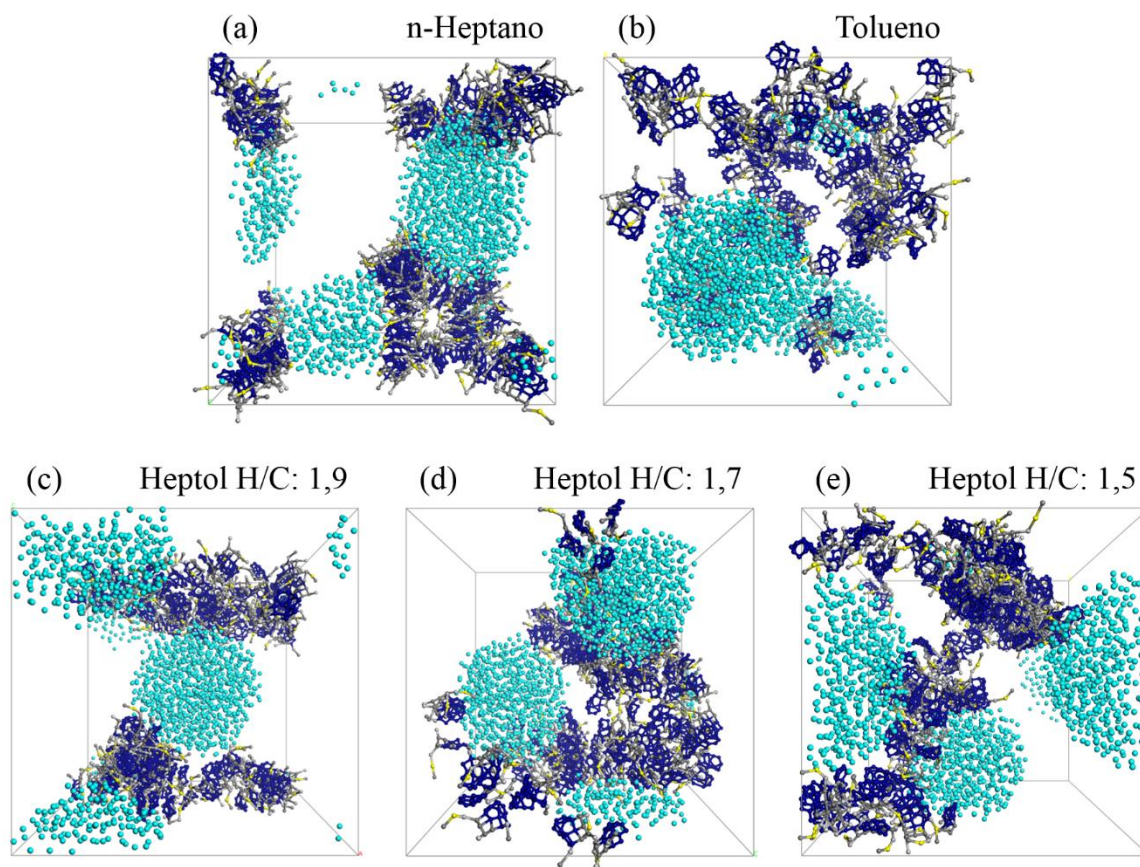 (a) n-Heptano
(b) Tolueno
(c) Heptol H/C: 1,9
(d) Heptol H/C: 1,7
(e) Heptol H/C: 1,5